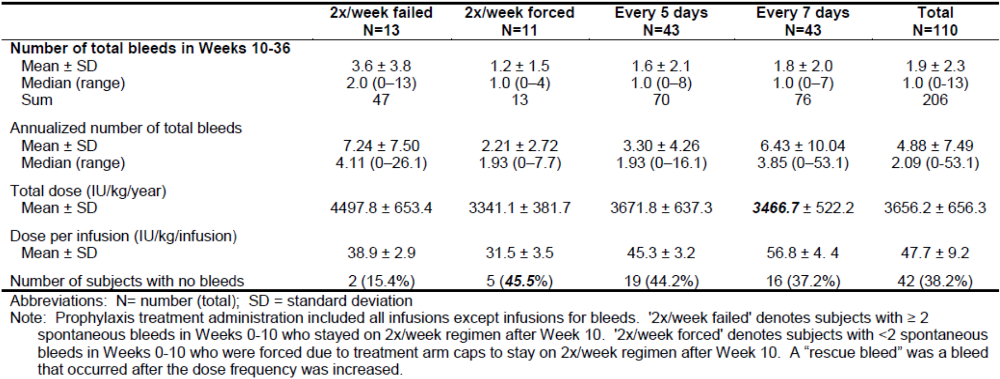 2x/week failed 2x/week forced Every 5 days Every 7 days Total
N=13 N=11 N=43 N=43 N=110
Number of total bleeds in Weeks 10-36
Mean ± SD 3.6 ± 3.8 1.2 ± 1.5 1.6 ± 2.1 1.8 ± 2.0 1.9 ± 2.3
Median (range) 2.0 (0–13) 1.0 (0–4) 1.0 (0–8) 1.0 (0–7) 1.0 (0-13)
Sum 47 13 70 76 206
Annualized number of total bleeds
Mean ± SD 7.24 ± 7.50 2.21 ± 2.72 3.30 ± 4.26 6.43 ± 10.04 4.88 ± 7.49
Median (range) 4.11 (0–26.1) 1.93 (0–7.7) 1.93 (0–16.1) 3.85 (0–53.1) 2.09 (0-53.1)
Total dose (IU/kg/year)
Mean ± SD 4497.8 ± 653.4 3341.1 ± 381.7 3671.8 ± 637.3 3466.7 ± 522.2 3656.2 ± 656.3
Dose per infusion (IU/kg/infusion)
Mean ± SD 38.9 ± 2.9 31.5 ± 3.5 45.3 ± 3.2 56.8 ± 4. 4 47.7 ± 9.2
Number of subjects with no bleeds 2 (15.4%) 5 (45.5%) 19 (44.2%) 16 (37.2%) 42 (38.2%)
Abbreviations: N= number (total); SD = standard deviation
Note: Prophylaxis treatment administration included all infusions except infusions for bleeds. '2x/week failed' denotes subjects with ≥ 2
spontaneous bleeds in Weeks 0-10 who stayed on 2x/week regimen after Week 10. '2x/week forced' denotes subjects with <2 spontaneous
bleeds in Weeks 0-10 who were forced due to treatment arm caps to stay on 2x/week regimen after Week 10. A “rescue bleed” was a bleed
that occurred after the dose frequency was increased.